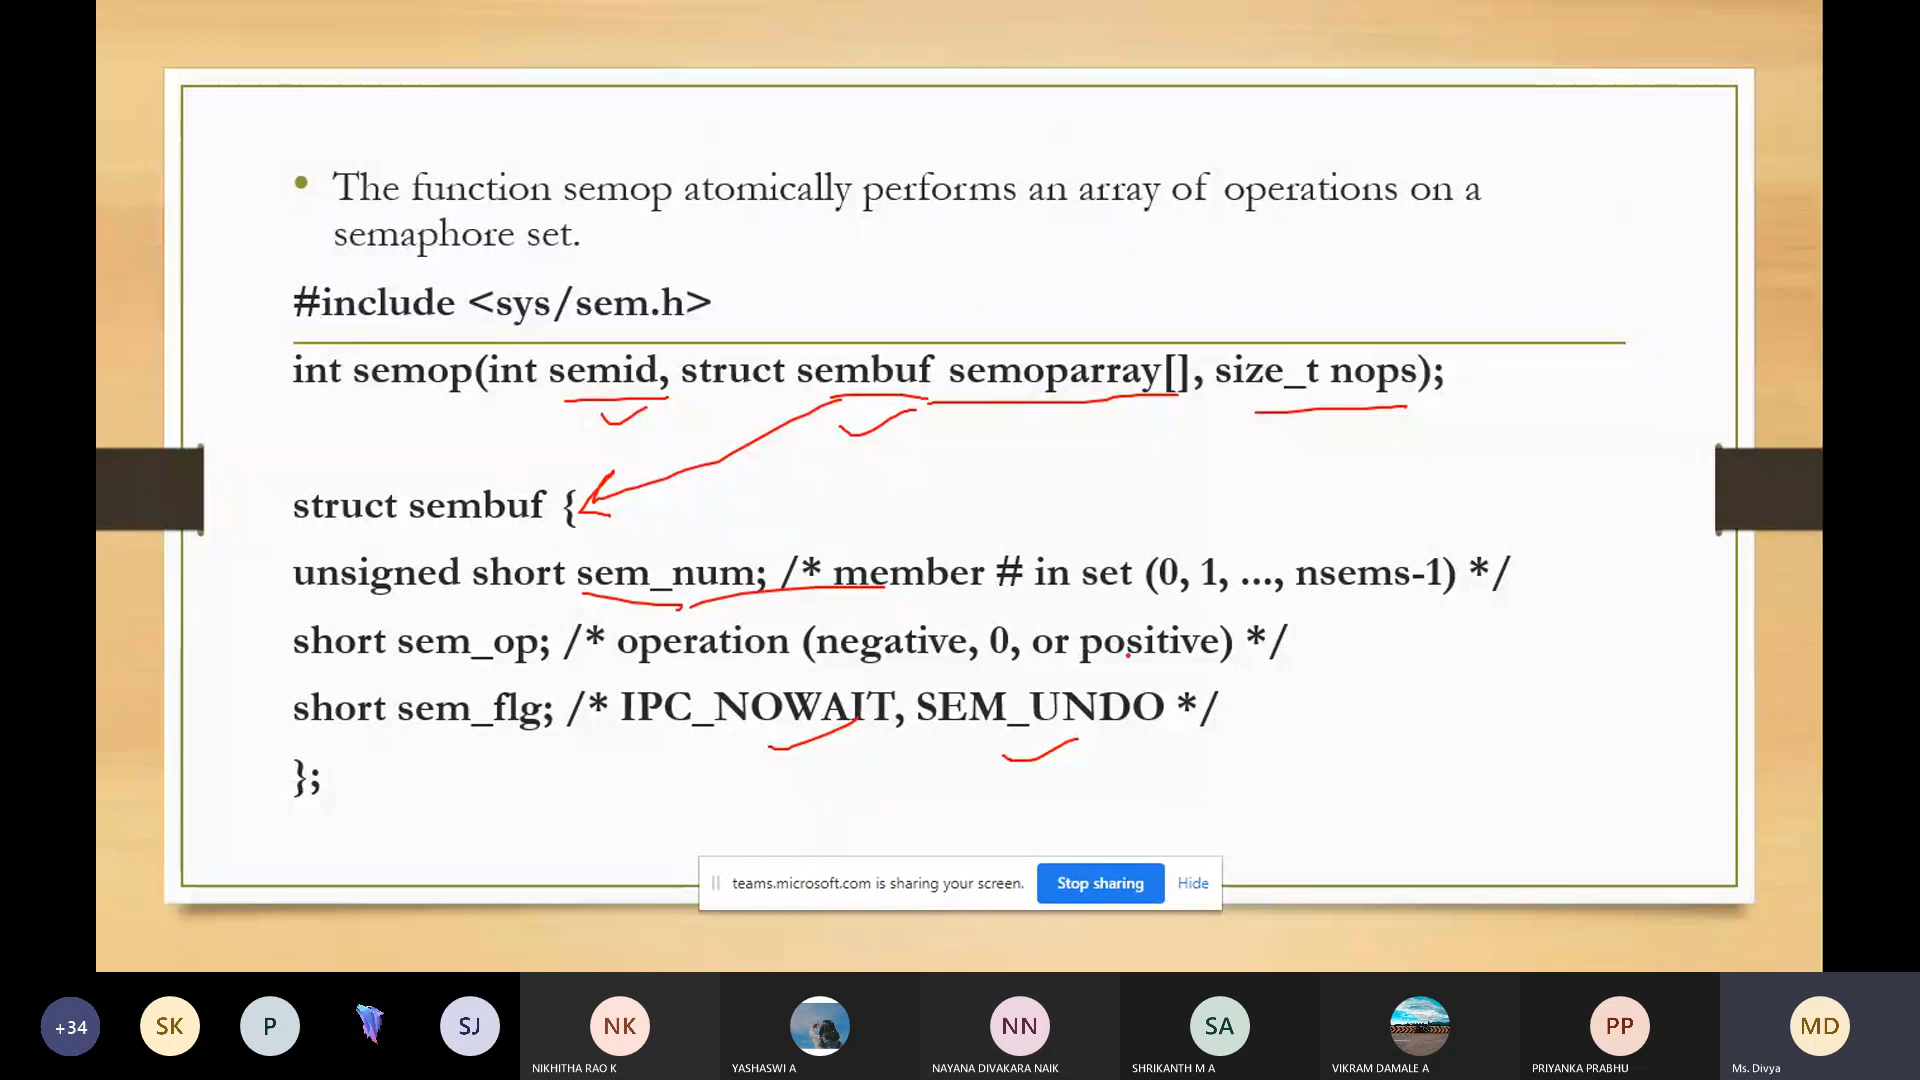 The function semop atomically performs an array of operations on a
semaphore set.
#include <sys/sem.h>
int semop(int semid, struct sembuf semoparray[], size_t nops);
struct sembuf {
unsigned short sem_num; /* member # in set (0, 1, ..., nsems-1) */
short sem_op; /* operation (negative, 0, or positive) */
short sem_flg; /* IPC_NOWAIT, SEM_UNDO */
};
teams.microsoft.com is sharing your screen. Stop sharing Hide
+34 SK P SJ NK NN SA PP MD
NIKHITHA RAO K YASHASWI A NAYANA DIVAKARA NAIK SHRIKANTH M A VIKRAM DAMALE A PRIYANKA PRABHU Ms. Divya